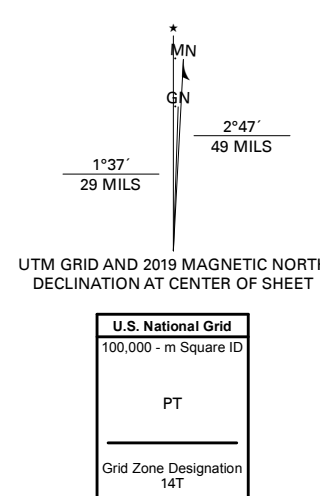 ★
MN
GN
2°47´
49 MILS
1°37´
29 MILS
UTM GRID AND 2019 MAGNETIC NORTH
DECLINATION AT CENTER OF SHEET
U.S. National Grid
100,000 - m Square ID
PT
Grid Zone Designation
14T